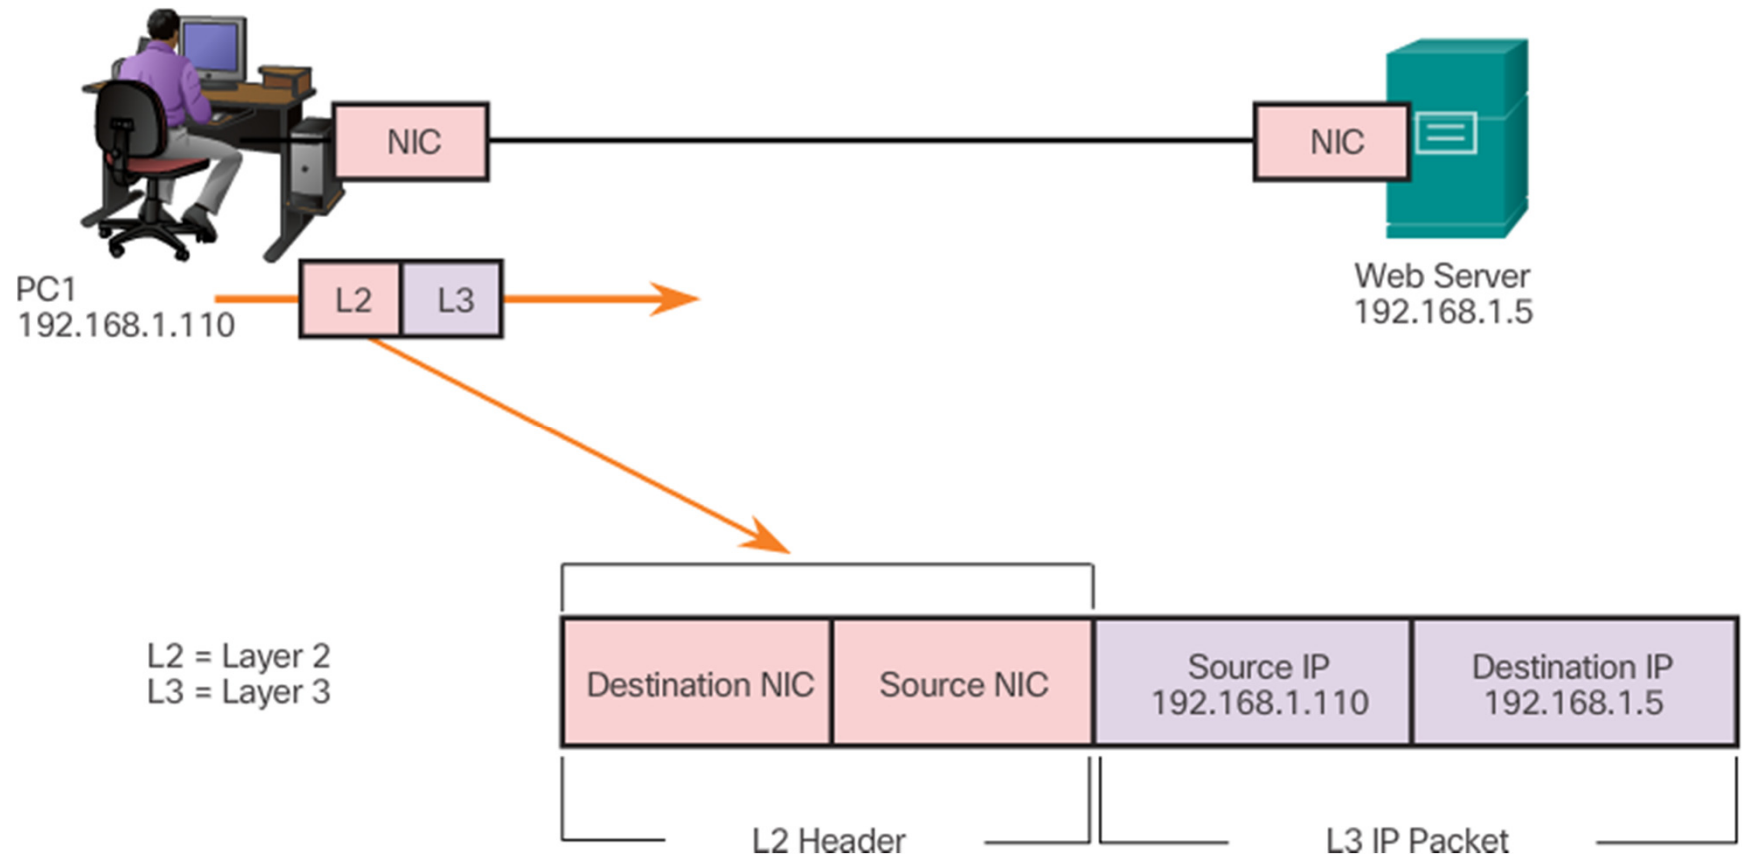 NIC
NIC
PC1
192.168.1.110
L2
L3
Web Server
192.168.1.5
L2 = Layer 2
L3 = Layer 3
Destination NIC
Source NIC
Source IP
192.168.1.110
Destination IP
192.168.1.5
L2 Header
L3 IP Packet